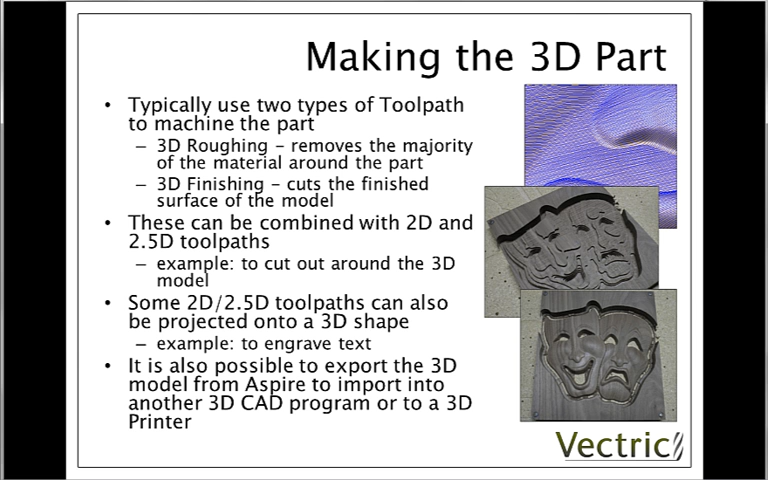 Making the 3D Part
• Typically use two types of Toolpath
to machine the part
– 3D Roughing – removes the majority
of the material around the part
– 3D Finishing – cuts the finished
surface of the model
• These can be combined with 2D and
2.5D toolpaths
– example: to cut out around the 3D
model
• Some 2D/2.5D toolpaths can also
be projected onto a 3D shape
– example: to engrave text
• It is also possible to export the 3D
model from Aspire to import into
another 3D CAD program or to a 3D
Printer
Vectric